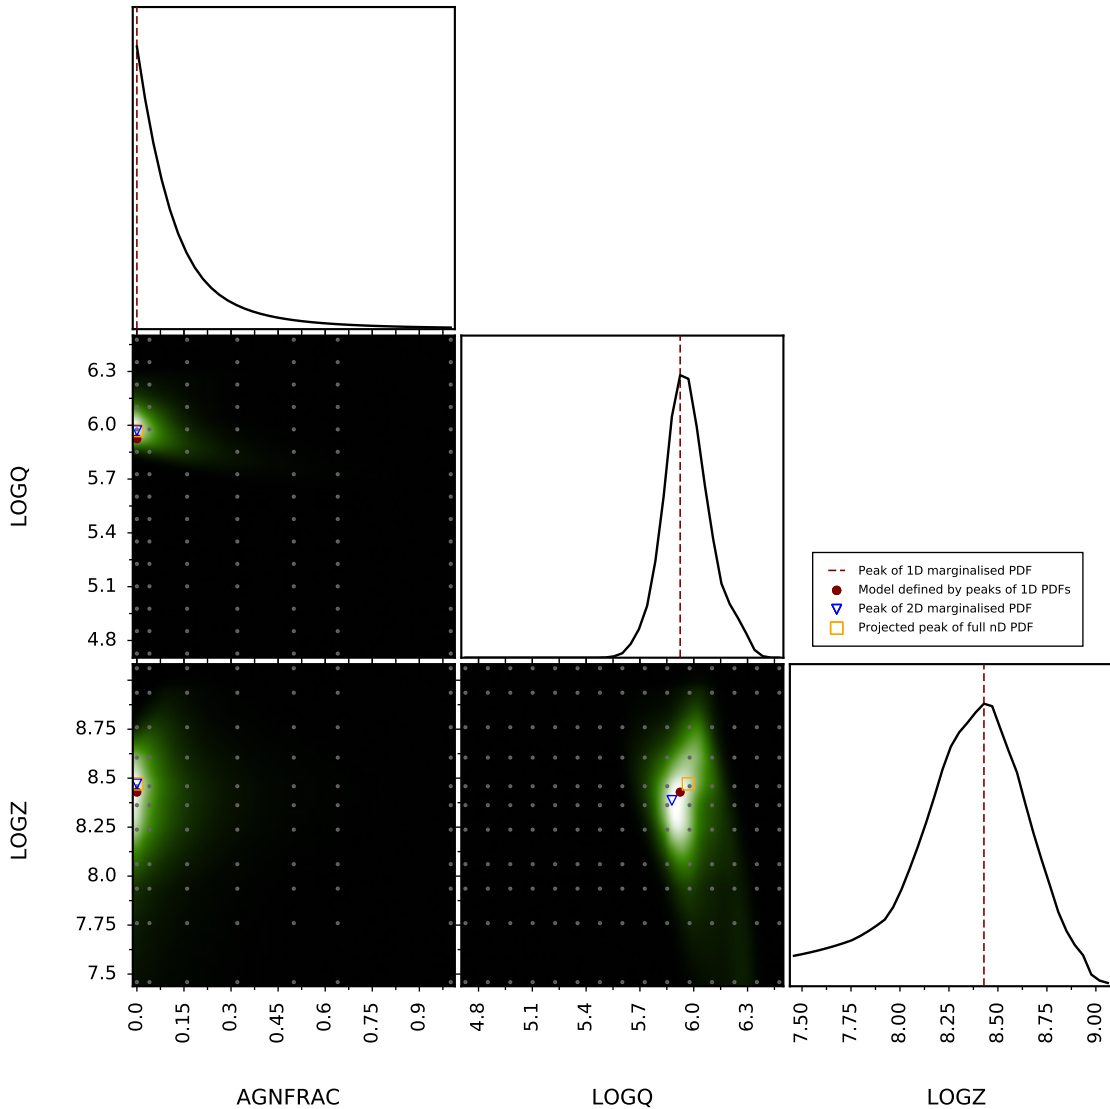 6.3
6.0
5.7
5.4
5.1
4.8
LOGQ
Peak of 1D marginalised PDF
Model defined by peaks of 1D PDFs
Peak of 2D marginalised PDF
Projected peak of full nD PDF
8.75
8.5
8.25
8.0
7.75
7.5
LOGZ
0.0 0.15 0.3 0.45 0.6 0.75 0.9
4.8 5.1 5.4 5.7 6.0 6.3
7.50 7.75 8.00 8.25 8.50 8.75 9.00
AGNFRAC LOGQ LOGZ